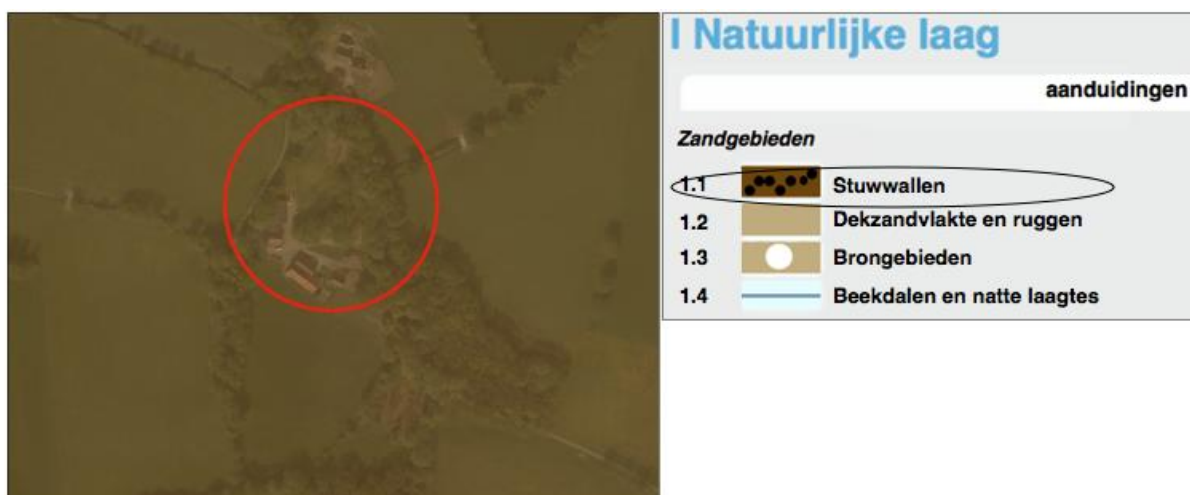 I Natuurlijke laag
aanduidingen
Zandgebieden
1.1 Stuwwallen
1.2 Dekzandvlakte en ruggen
1.3 Brongebieden
1.4 Beekdalen en natte laagtes